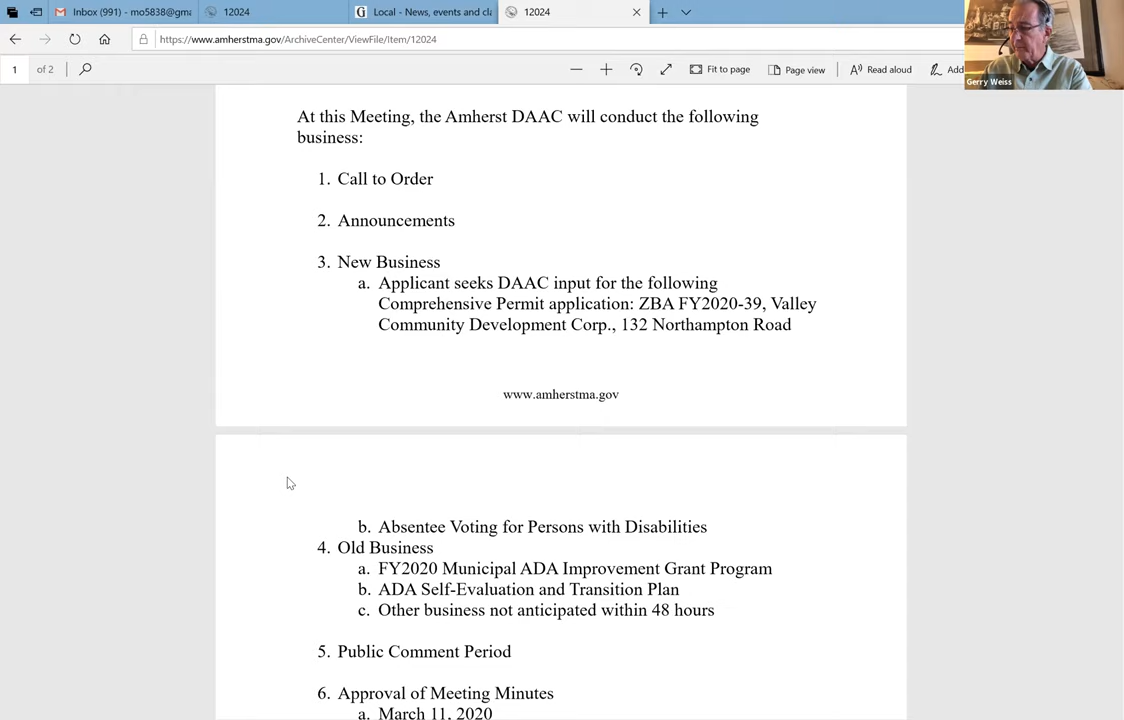 Inbox (991) - mo5838@gma
12024
G Local - News, events and cla
12024
https://www.amherstma.gov/ArchiveCenter/ViewFile/Item/12024
1 of 2
Fit to page
Page view
Read aloud
Add
Gerry Weiss
At this Meeting, the Amherst DAAC will conduct the following
business:
1. Call to Order
2. Announcements
3. New Business
a. Applicant seeks DAAC input for the following
Comprehensive Permit application: ZBA FY2020-39, Valley
Community Development Corp., 132 Northampton Road
www.amherstma.gov
b. Absentee Voting for Persons with Disabilities
4. Old Business
a. FY2020 Municipal ADA Improvement Grant Program
b. ADA Self-Evaluation and Transition Plan
c. Other business not anticipated within 48 hours
5. Public Comment Period
6. Approval of Meeting Minutes
a. March 11, 2020